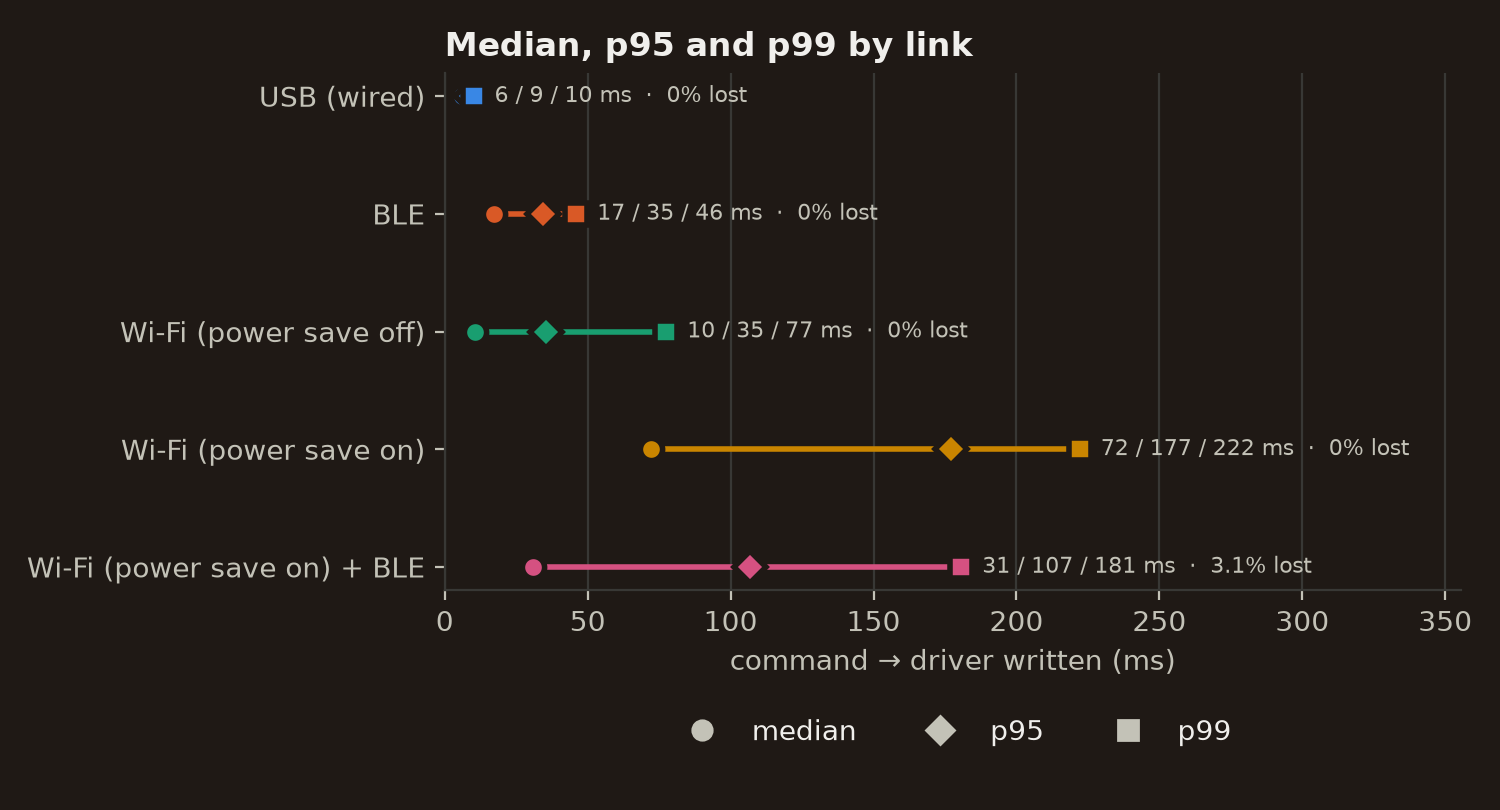 Median, p95 and p99 by link
USB (wired) 6 / 9 / 10 ms · 0% lost
BLE 17 / 35 / 46 ms · 0% lost
Wi-Fi (power save off) 10 / 35 / 77 ms · 0% lost
Wi-Fi (power save on) 72 / 177 / 222 ms · 0% lost
Wi-Fi (power save on) + BLE 31 / 107 / 181 ms · 3.1% lost
0 50 100 150 200 250 300 350
command → driver written (ms)
median p95 p99